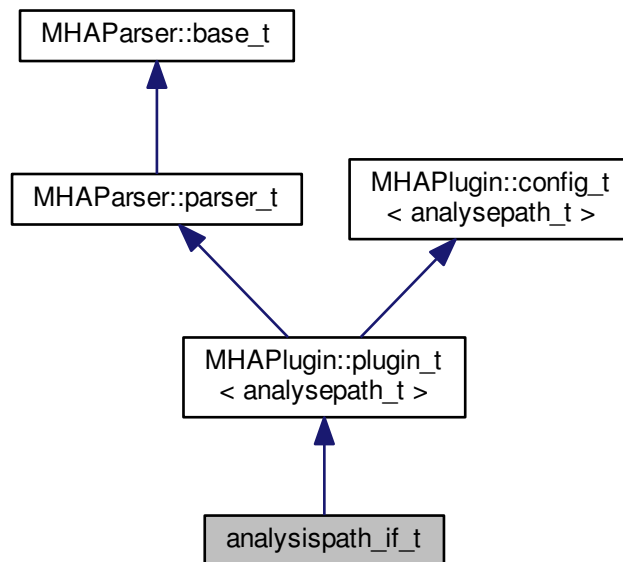 MHAParser::base_t
MHAParser::parser_t
MHAPlugin::config_t
< analysepath_t >
MHAPlugin::plugin_t
< analysepath_t >
analysispath_if_t